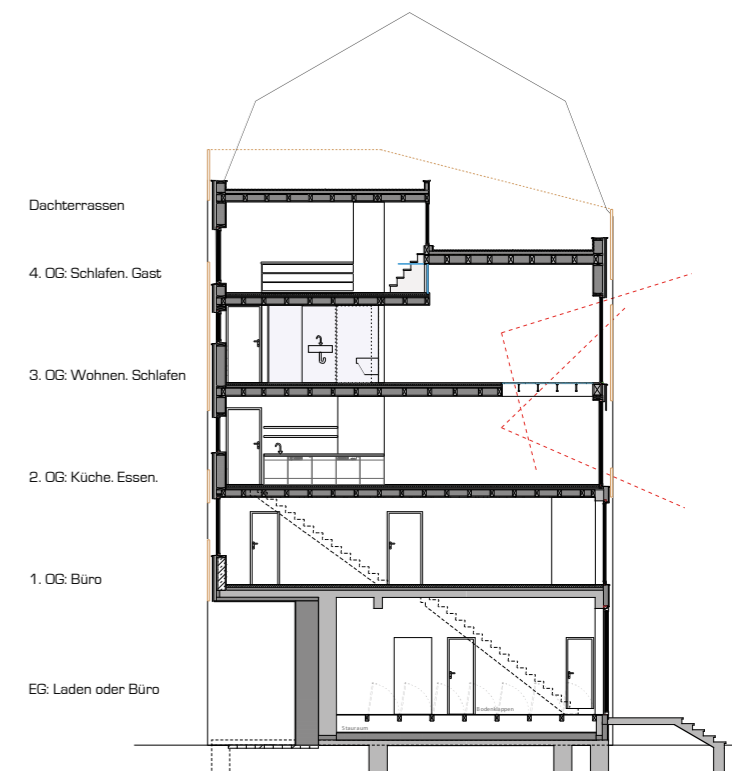 Dachterrassen
4. OG: Schlafen. Gast
3. OG: Wohnen. Schlafen
2. OG: Küche. Essen.
1. OG: Büro
EG: Laden oder Büro
Bodenklappen
Stauraum